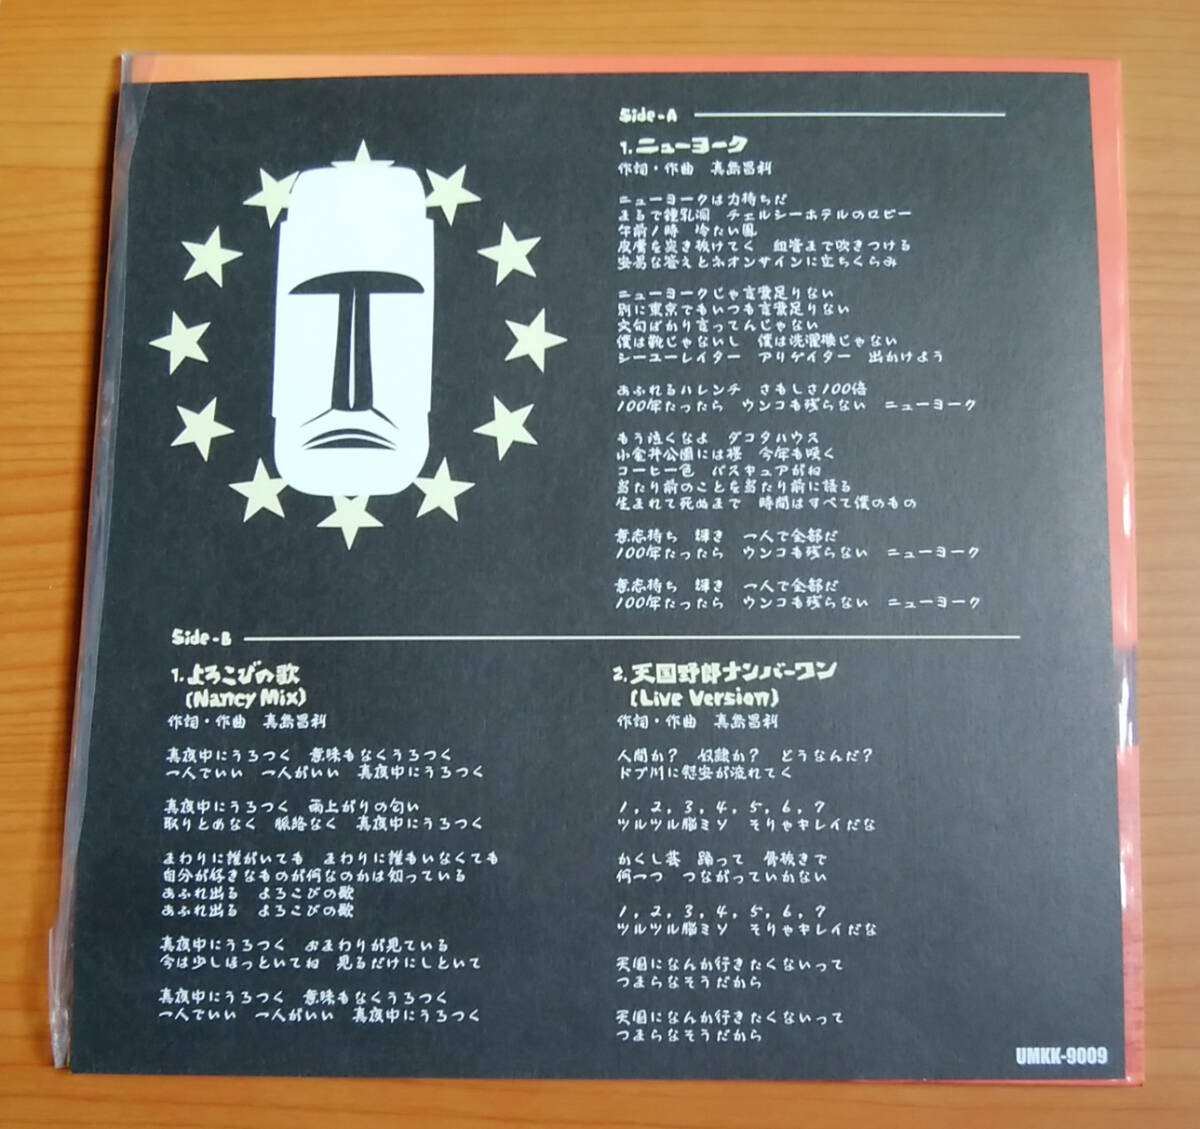 Side-A
1. ニューヨーク
作詞・作曲　真島昌利
ニューヨークは力持ちだ
まるで鍾乳洞　チェルシーホテルのロビー
午前1時　冷たい風
皮膚を突き抜けてく　血管まで吹きつける
安易な答えとネオンサインに立ちくらみ
ニューヨークじゃ言葉足りない
別に東京でもいつも言葉足りない
文句ばかり言ってんじゃない
僕は靴じゃないし　僕は洗濯機じゃない
シーユーレイター　アリゲイター　出かけよう
あふれるハレンチ　さもしさ100倍
100年たったら　ウンコも残らない　ニューヨーク
もう泣くなよ　ダコタハウス
小金井公園には桜　今年も咲く
コーヒー色　バスキュアがね
当たり前のことを当たり前に語る
生まれて死ぬまで　時間はすべて僕のもの
意志持ち　輝き　一人で全部だ
100年たったら　ウンコも残らない　ニューヨーク
意志持ち　輝き　一人で全部だ
100年たったら　ウンコも残らない　ニューヨーク
Side-B
1. よろこびの歌
(Nancy Mix)
作詞・作曲　真島昌利
真夜中にうろつく　意味もなくうろつく
一人でいい　一人がいい　真夜中にうろつく
真夜中にうろつく　雨上がりの匂い
取りとめなく　脈絡なく　真夜中にうろつく
まわりに誰がいても　まわりに誰もいなくても
自分が好きなものが何なのかは知っている
あふれ出る　よろこびの歌
あふれ出る　よろこびの歌
真夜中にうろつく　おまわりが見ている
今は少しほっといてね　見るだけにしといて
真夜中にうろつく　意味もなくうろつく
一人でいい　一人がいい　真夜中にうろつく
2. 天国野郎ナンバーワン
(Live Version)
作詞・作曲　真島昌利
人間か?　奴隷か?　どうなんだ?
ドブ川に慰安が流れてく
1, 2, 3, 4, 5, 6, 7
ツルツル脳ミソ　そりゃキレイだな
かくし芸　踊って　骨抜きで
何一つ　つながっていかない
1, 2, 3, 4, 5, 6, 7
ツルツル脳ミソ　そりゃキレイだな
天国になんか行きたくないって
つまらなそうだから
天国になんか行きたくないって
つまらなそうだから
UMKK-9009